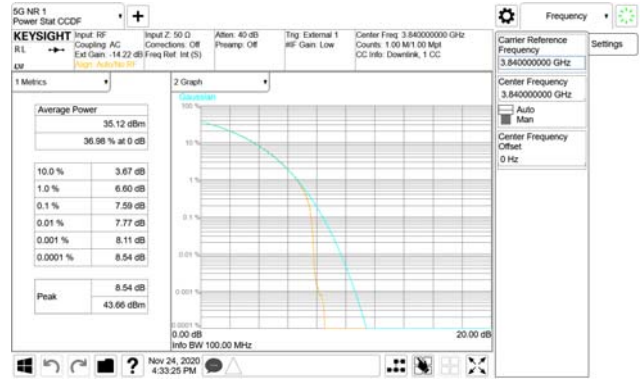 5G NR 1
Power Stat CCDF
Frequency
KEYSIGHT
Input: RF
Input Z: 50 Ω
Atten: 40 dB
Trig: External 1
Center Freq: 3.840000000 GHz
RL
Coupling: AC
Corrections: Off
Preamp: Off
#IF Gain: Low
Counts: 1.00 M/1.00 Mpt
Ext Gain: -14.22 dB
Freq Ref: Int (S)
CC Info: Downlink, 1 CC
Align: Auto/No RF
LXI
1 Metrics
2 Graph
Average Power
35.12 dBm
36.98 % at 0 dB
10.0 % 3.67 dB
1.0 % 6.60 dB
0.1 % 7.59 dB
0.01 % 7.77 dB
0.001 % 8.11 dB
0.0001 % 8.54 dB
Peak
8.54 dB
43.66 dBm
Gaussian
100 %
10 %
1 %
0.1 %
0.01 %
0.001 %
0.0001 %
0.00 dB
20.00 dB
Info BW 100.00 MHz
Carrier Reference
Frequency
3.840000000 GHz
Settings
Center Frequency
3.840000000 GHz
Auto
Man
Center Frequency
Offset
0 Hz
?
Nov 24, 2020
4:33:25 PM